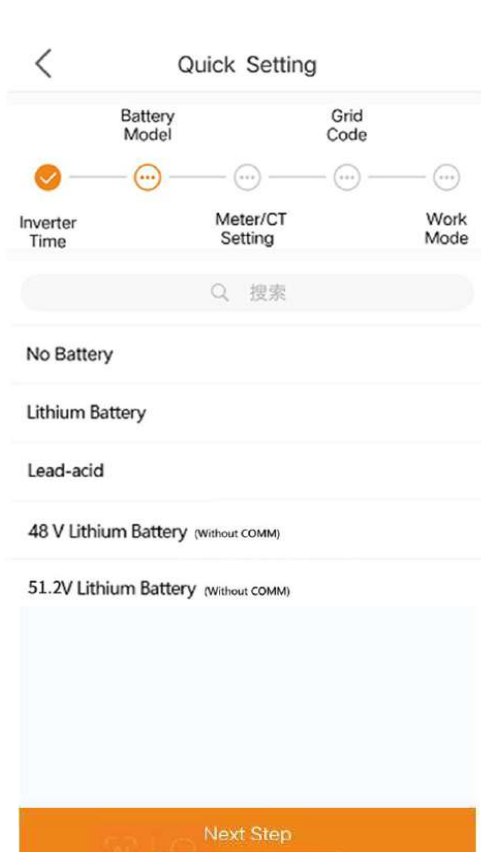 Quick Setting
Battery
Model
Grid
Code
Inverter
Time
Meter/CT
Setting
Work
Mode
搜索
No Battery
Lithium Battery
Lead-acid
48 V Lithium Battery (Without COMM)
51.2V Lithium Battery (Without COMM)
Next Step